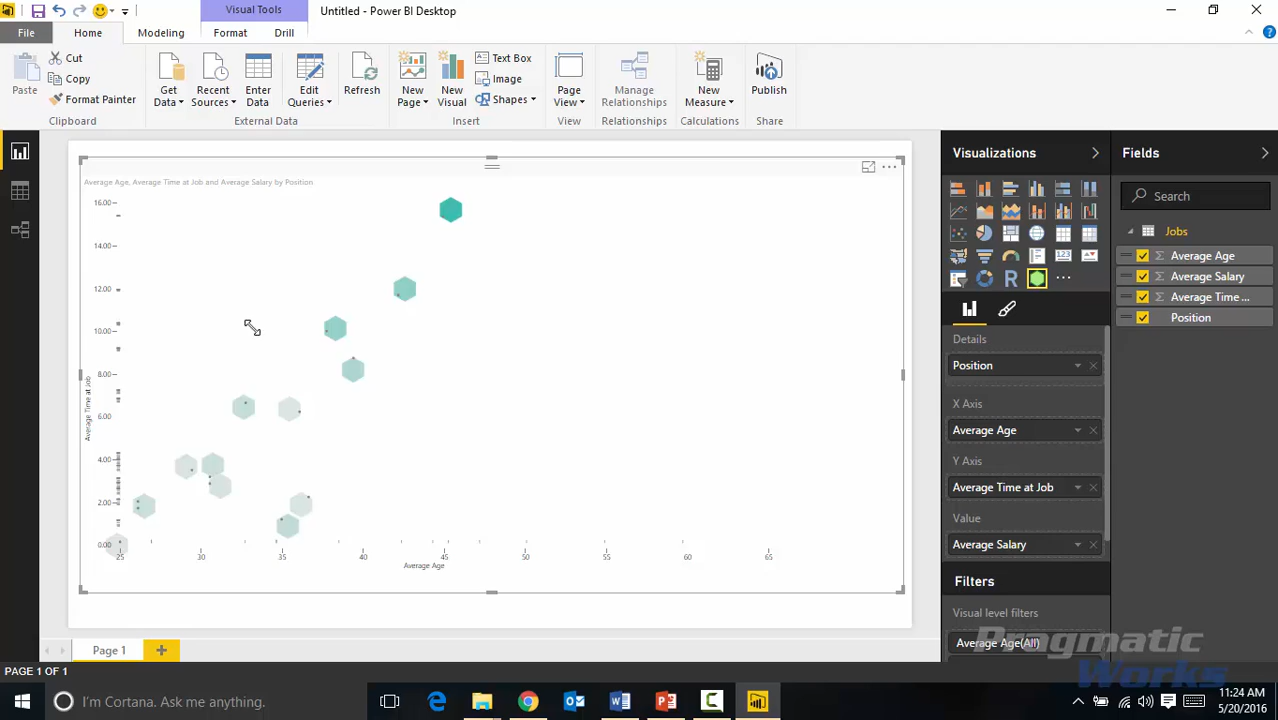 Visual Tools
Untitled - Power BI Desktop
File
Home
Modeling
Format
Drill
Paste
Cut
Copy
Format Painter
Clipboard
Get Data
Recent Sources
Enter Data
Edit Queries
Refresh
External Data
New Page
New Visual
Text Box
Image
Shapes
Insert
Page View
View
Manage Relationships
Relationships
New Measure
Calculations
Publish
Share
Average Age, Average Time at Job and Average Salary by Position
16.00
14.00
12.00
10.00
8.00
6.00
4.00
2.00
0.00
Average Time at Job
25 30 35 40 45 50 55 60 65
Average Age
Visualizations
R
Details
Position
X Axis
Average Age
Y Axis
Average Time at Job
Value
Average Salary
Filters
Visual level filters
Average Age(All)
Fields
Search
Jobs
Average Age
Average Salary
Average Time ...
Position
Page 1
PAGE 1 OF 1
Pragmatic
Works
I'm Cortana. Ask me anything.
11:24 AM
5/20/2016